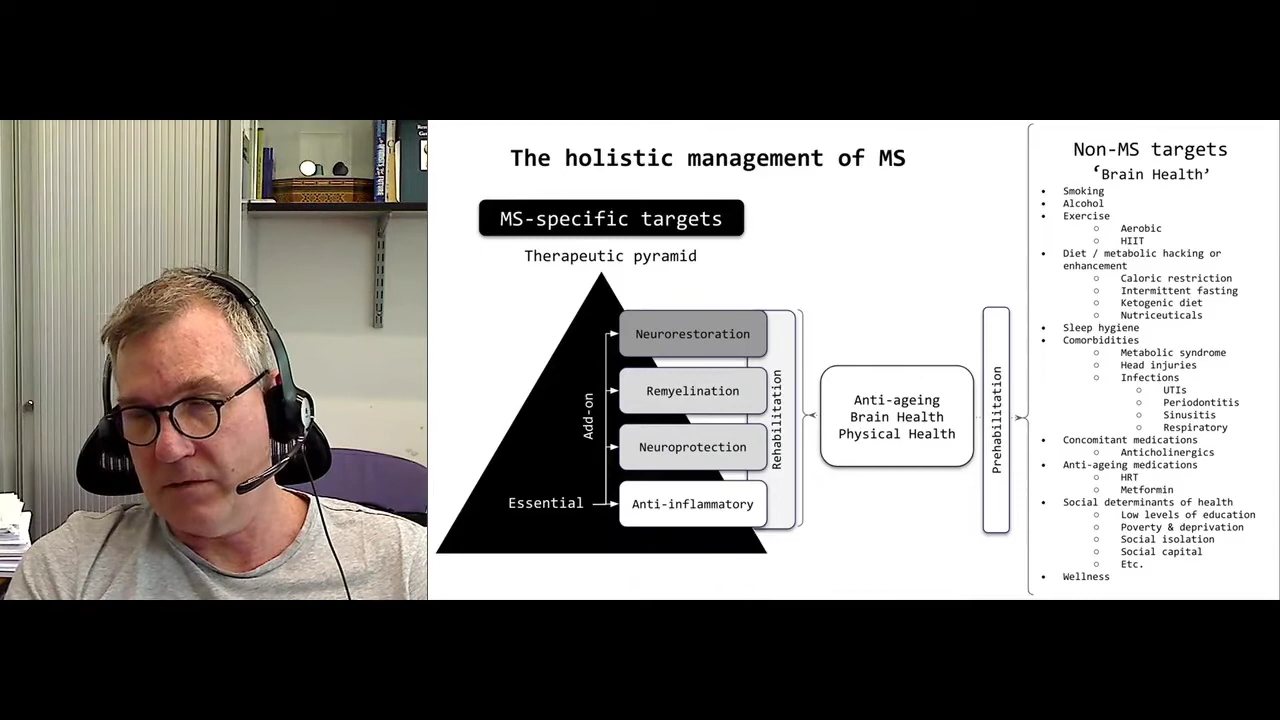 The holistic management of MS
MS-specific targets
Therapeutic pyramid
Add-on
Neurorestoration
Remyelination
Neuroprotection
Essential
Anti-inflammatory
Rehabilitation
Anti-ageing
Brain Health
Physical Health
Prehabilitation
Non-MS targets
‘Brain Health’
• Smoking
• Alcohol
• Exercise
○ Aerobic
○ HIIT
• Diet / metabolic hacking or
enhancement
○ Caloric restriction
○ Intermittent fasting
○ Ketogenic diet
○ Nutriceuticals
• Sleep hygiene
• Comorbidities
○ Metabolic syndrome
○ Head injuries
○ Infections
○ UTIs
○ Periodontitis
○ Sinusitis
○ Respiratory
• Concomitant medications
○ Anticholinergics
• Anti-ageing medications
○ HRT
○ Metformin
• Social determinants of health
○ Low levels of education
○ Poverty & deprivation
○ Social isolation
○ Social capital
○ Etc.
• Wellness